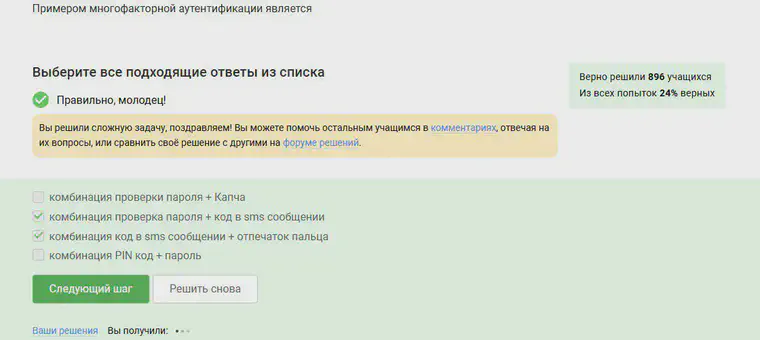 Примером многофакторной аутентификации является
Выберите все подходящие ответы из списка
Правильно, молодец!
Верно решили 896 учащихся
Из всех попыток 24% верных
Вы решили сложную задачу, поздравляем! Вы можете помочь остальным учащимся в комментариях, отвечая на
их вопросы, или сравнить своё решение с другими на форуме решений.
комбинация проверки пароля + Капча
комбинация проверка пароля + код в sms сообщении
комбинация код в sms сообщении + отпечаток пальца
комбинация PIN код + пароль
Следующий шаг
Решить снова
Ваши решения Вы получили: